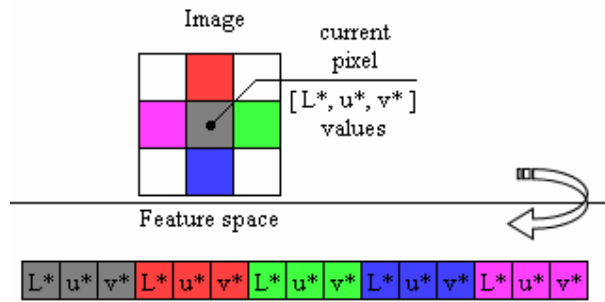 Image
current
pixel
[L*, u*, v*]
values
Feature space
L* u* v* L* u* v* L* u* v* L* u* v* L* u* v*